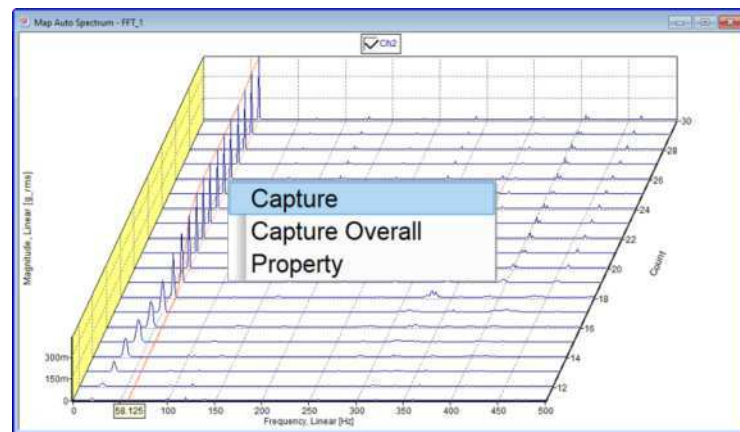 Map Auto Spectrum - FFT_1
Ch2
Magnitude, Linear [g_rms]
Capture
Capture Overall
Property
30
28
26
24
22
20
18
16
14
12
Count
300m
150m
0
0
58.125
100
150
200
250
300
350
400
450
500
Frequency, Linear [Hz]